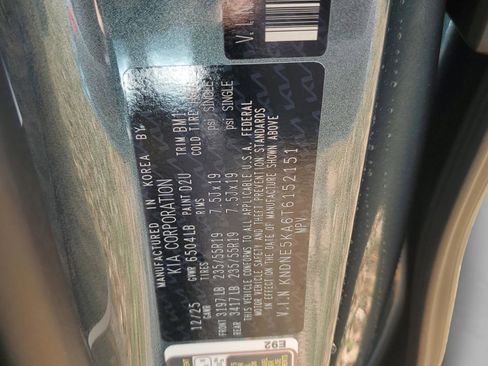 V.I.N
MANUFACTURED IN KOREA BY
KIA CORPORATION
GVWR 6504LB PAINT D2U TRIM BM1
12/25 GAWR TIRES RIMS COLD TIRE
FRONT 3197LB 235/55R19 7.5Jx19 psi SINGLE
REAR 3417LB 235/55R19 7.5Jx19 psi SINGLE
THIS VEHICLE CONFORMS TO ALL APPLICABLE U.S.A. FEDERAL
MOTOR VEHICLE SAFETY AND THEFT PREVENTION STANDARDS
IN EFFECT ON THE DATE OF MANUFACTURE SHOWN ABOVE
V.I.N KNDNE5KA6T6152151
MPV
E92